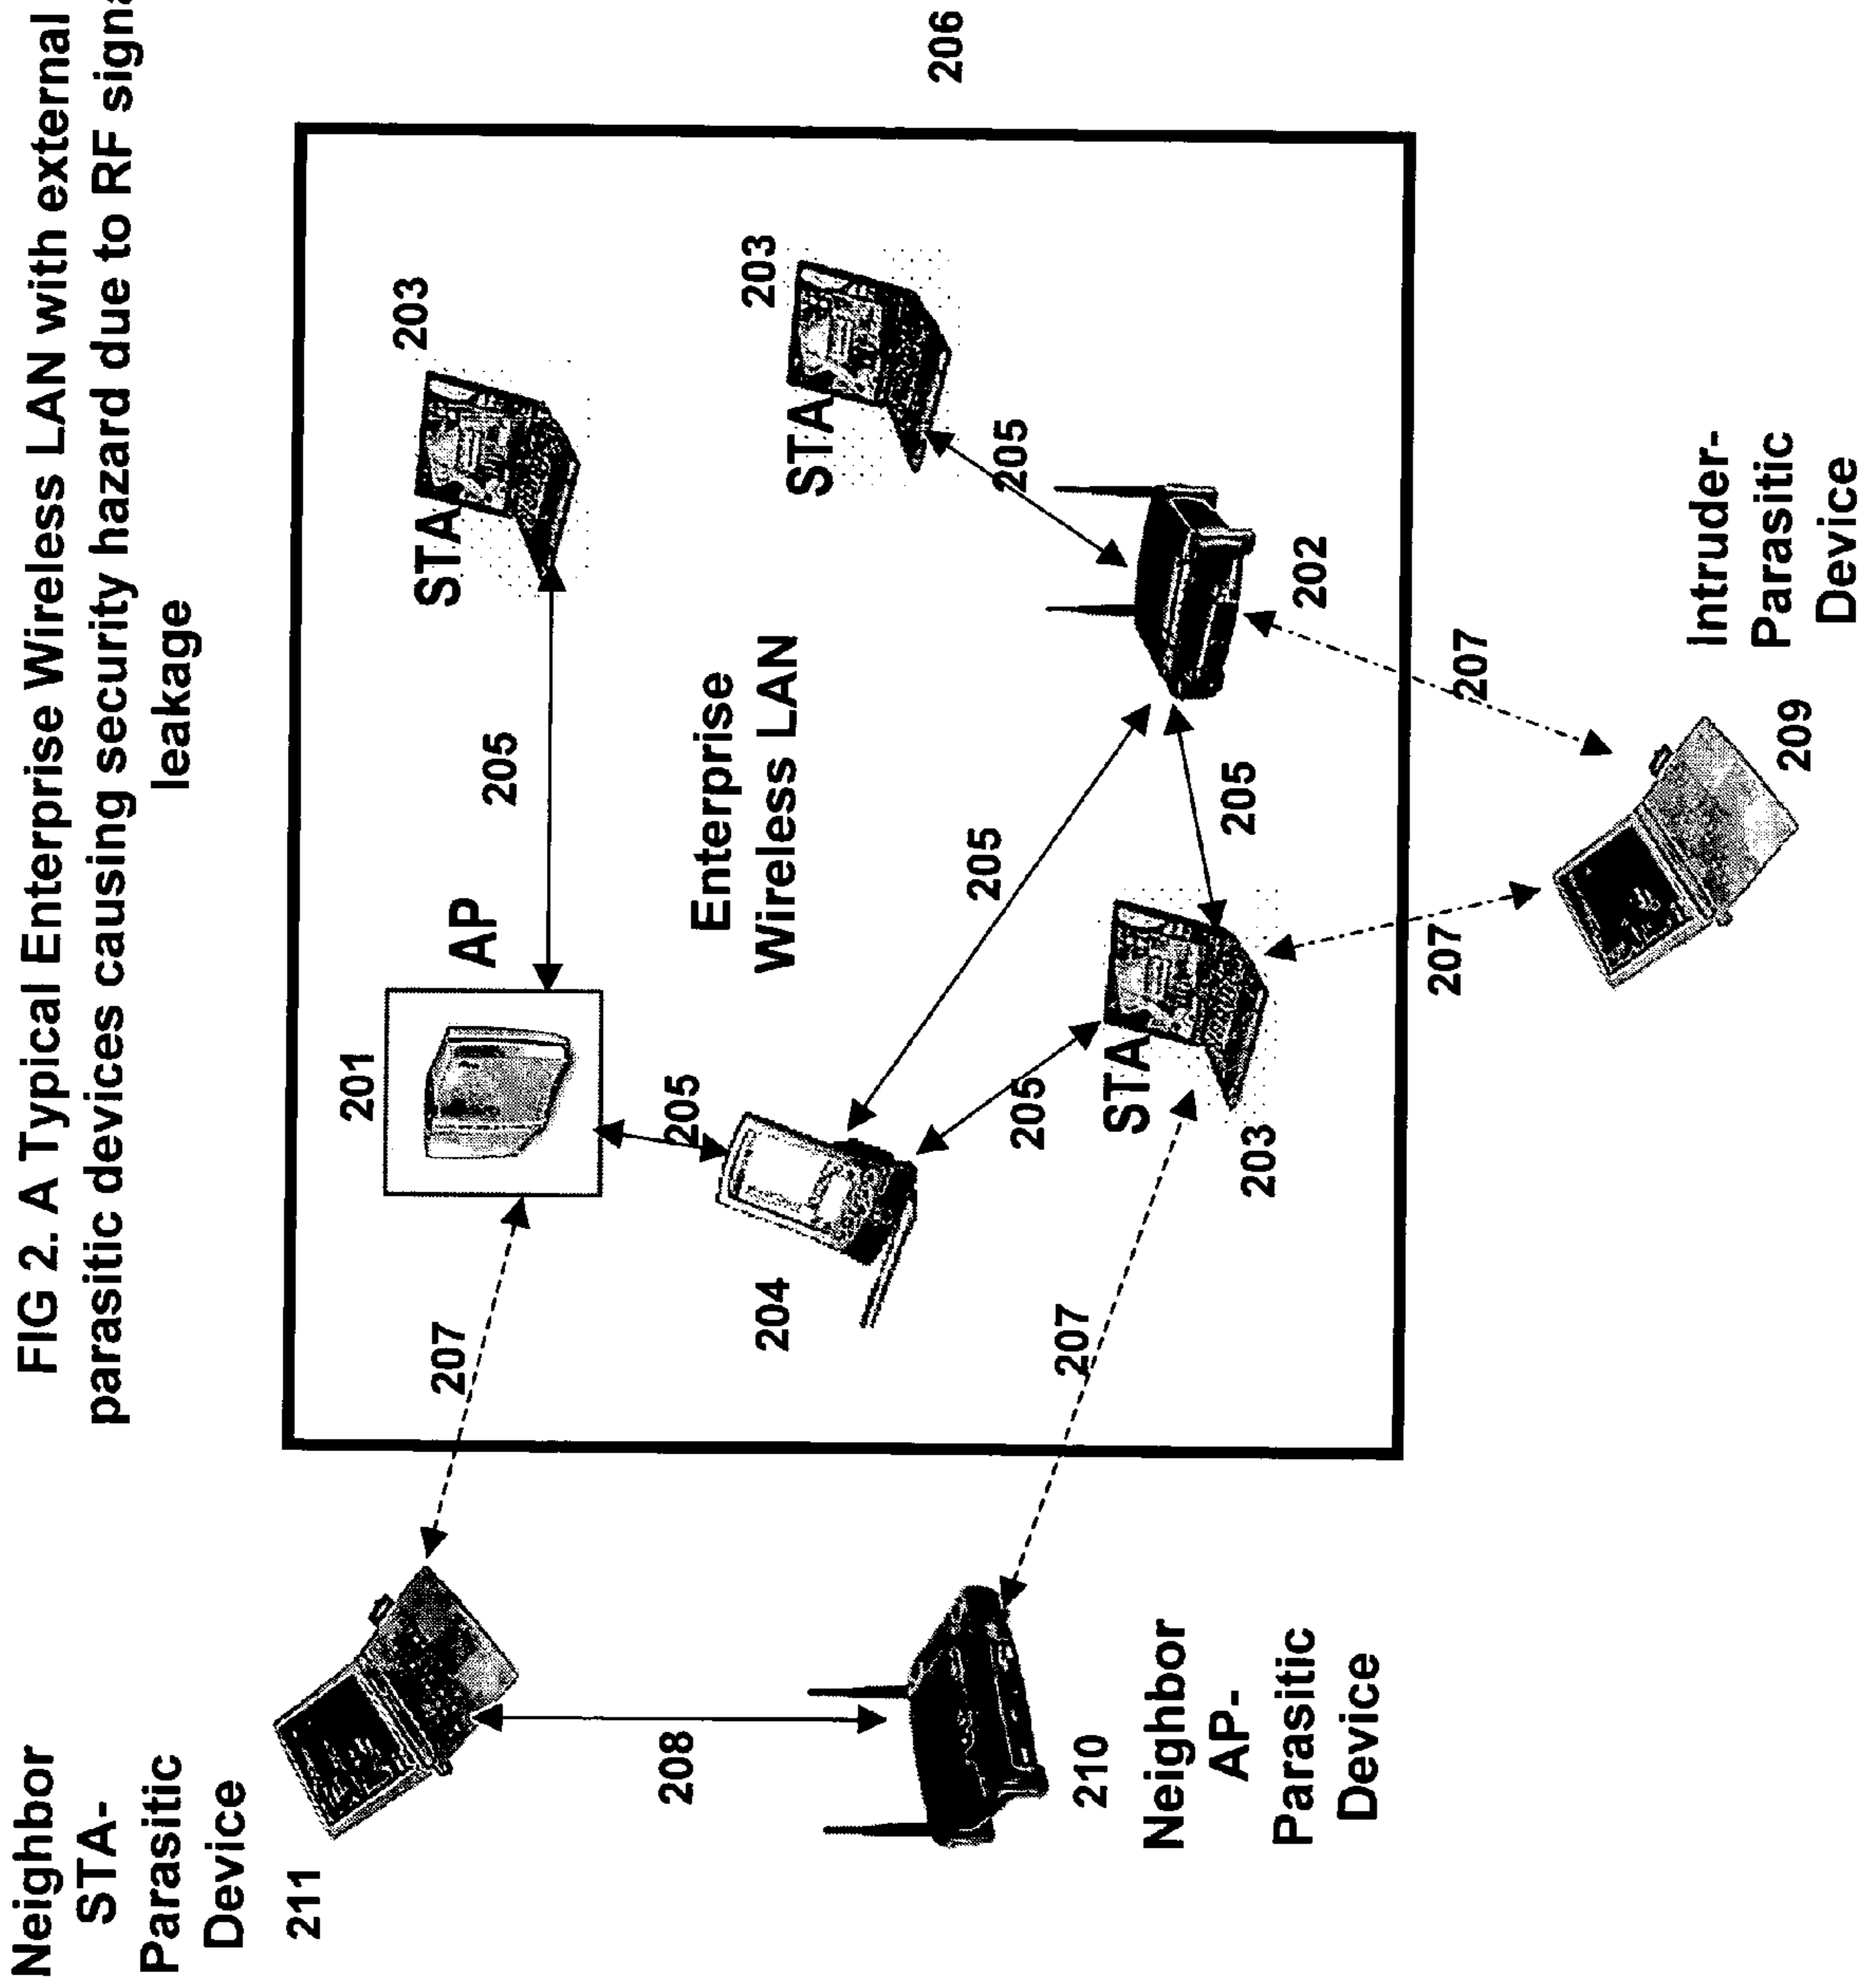 FIG 2. A Typical Enterprise Wireless LAN with external
parasitic devices causing security hazard due to RF signa
leakage
Neighbor
STA-
Parasitic
Device
211
207
201
AP
205
203
STA
205
204
Enterprise
Wireless LAN
203
STA
208
206
207
205
205
205
STA
203
205
202
210
Neighbor
AP-
Parasitic
Device
207
207
209
Intruder-
Parasitic
Device